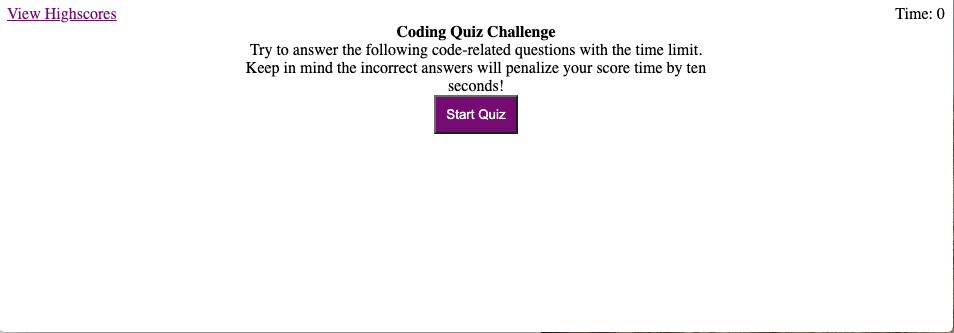 View Highscores
Time: 0
Coding Quiz Challenge
Try to answer the following code-related questions with the time limit.
Keep in mind the incorrect answers will penalize your score time by ten
seconds!
Start Quiz